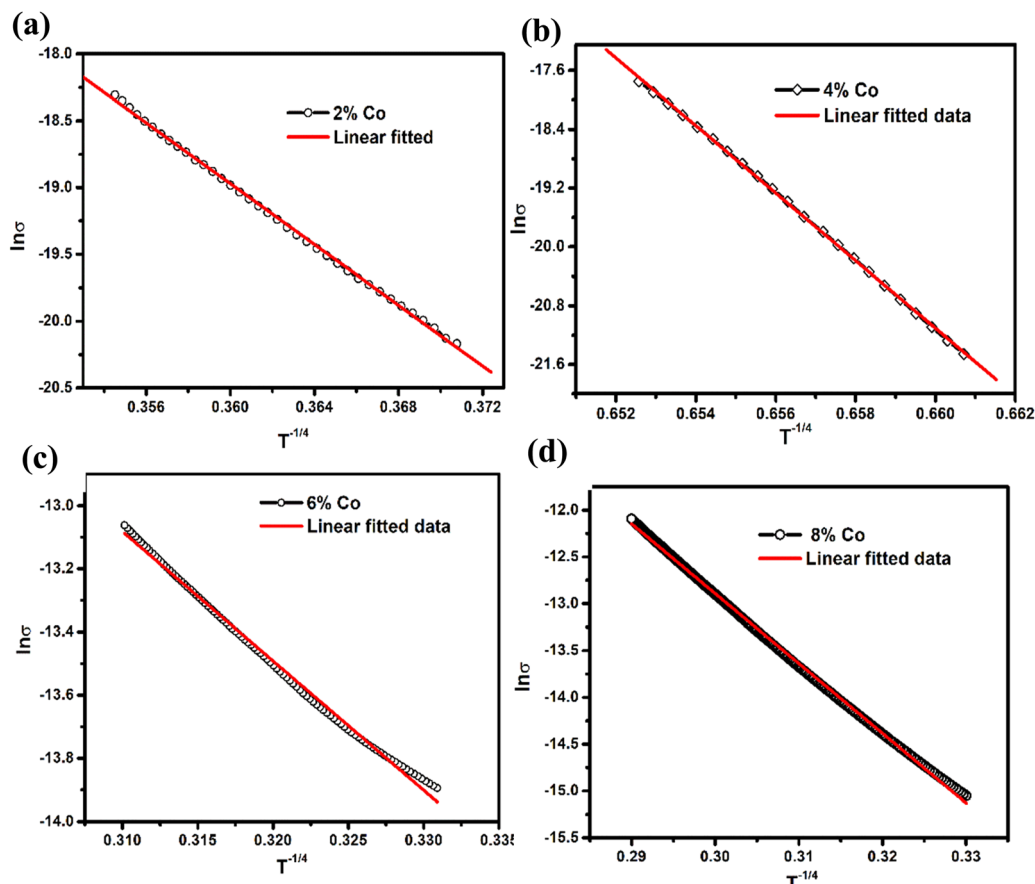 (a)
-18.0
-18.5
-19.0
-19.5
-20.0
-20.5
lnσ
2% Co
Linear fitted
0.356 0.360 0.364 0.368 0.372
T-1/4
(b)
-17.6
-18.4
-19.2
-20.0
-20.8
-21.6
lnσ
4% Co
Linear fitted data
0.652 0.654 0.656 0.658 0.660 0.662
T-1/4
(c)
-13.0
-13.2
-13.4
-13.6
-13.8
-14.0
lnσ
6% Co
Linear fitted data
0.310 0.315 0.320 0.325 0.330 0.335
T-1/4
(d)
-12.0
-12.5
-13.0
-13.5
-14.0
-14.5
-15.0
-15.5
lnσ
8% Co
Linear fitted data
0.29 0.30 0.31 0.32 0.33
T-1/4